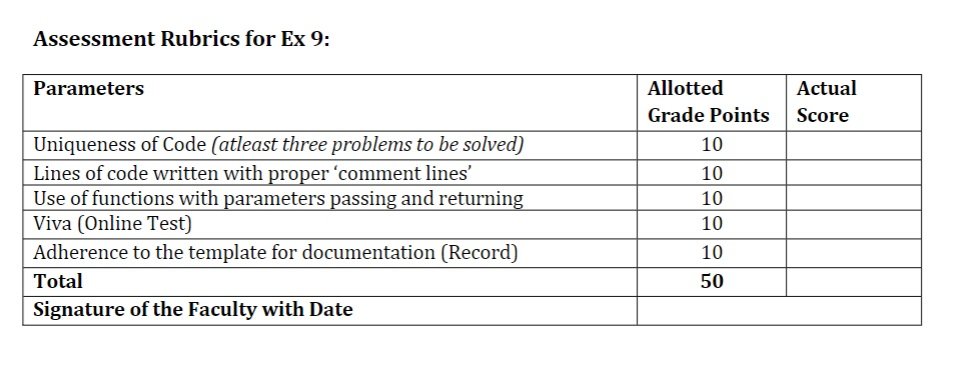 Assessment Rubrics for Ex 9:
Parameters Allotted Actual
Grade Points Score
Uniqueness of Code (atleast three problems to be solved) 10
Lines of code written with proper ‘comment lines’ 10
Use of functions with parameters passing and returning 10
Viva (Online Test) 10
Adherence to the template for documentation (Record) 10
Total 50
Signature of the Faculty with Date